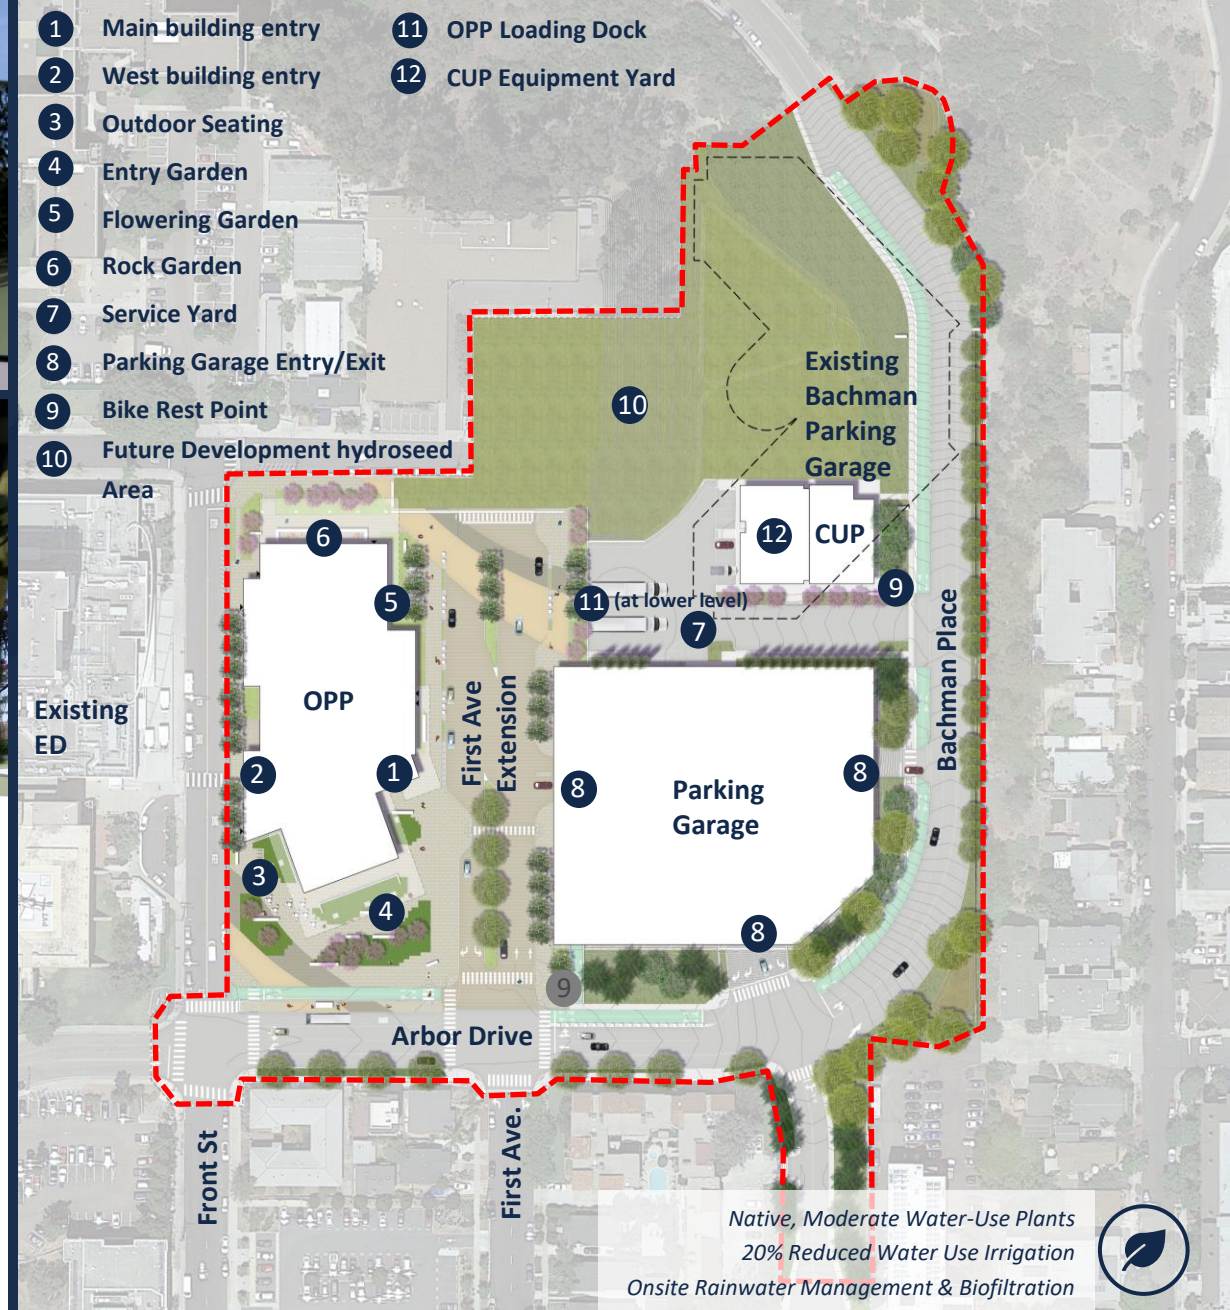 1 Main building entry
2 West building entry
3 Outdoor Seating
4 Entry Garden
5 Flowering Garden
6 Rock Garden
7 Service Yard
8 Parking Garage Entry/Exit
9 Bike Rest Point
10 Future Development hydroseed
Area
11 OPP Loading Dock
12 CUP Equipment Yard
Existing
Bachman
Parking
Garage
10
12
CUP
6
5
11 (at lower level)
9
7
OPP
Existing
ED
First Ave
Extension
Bachman Place
2
1
8
Parking
Garage
8
3
4
8
9
Arbor Drive
Front St
First Ave.
Native, Moderate Water-Use Plants
20% Reduced Water Use Irrigation
Onsite Rainwater Management & Biofiltration